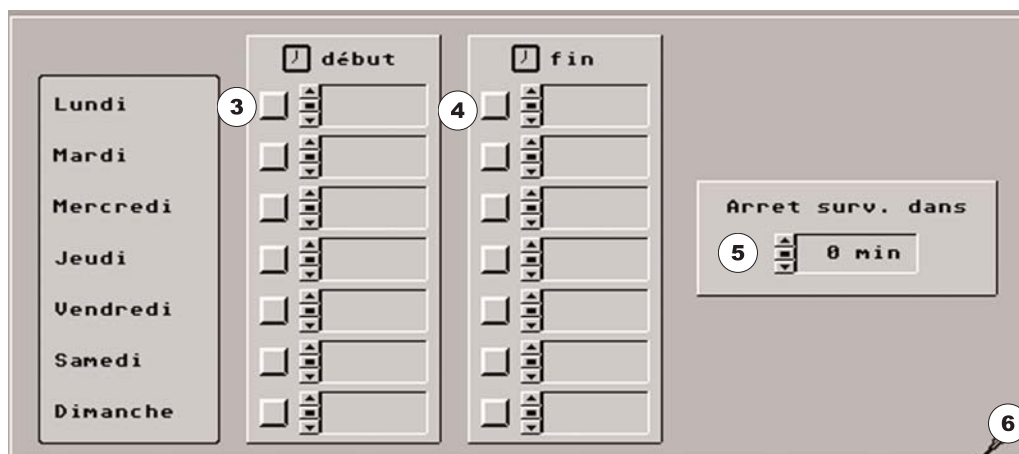 début fin
Lundi 3 4
Mardi
Mercredi
Arret surv. dans
Jeudi 5 0 min
Vendredi
Samedi
Dimanche 6